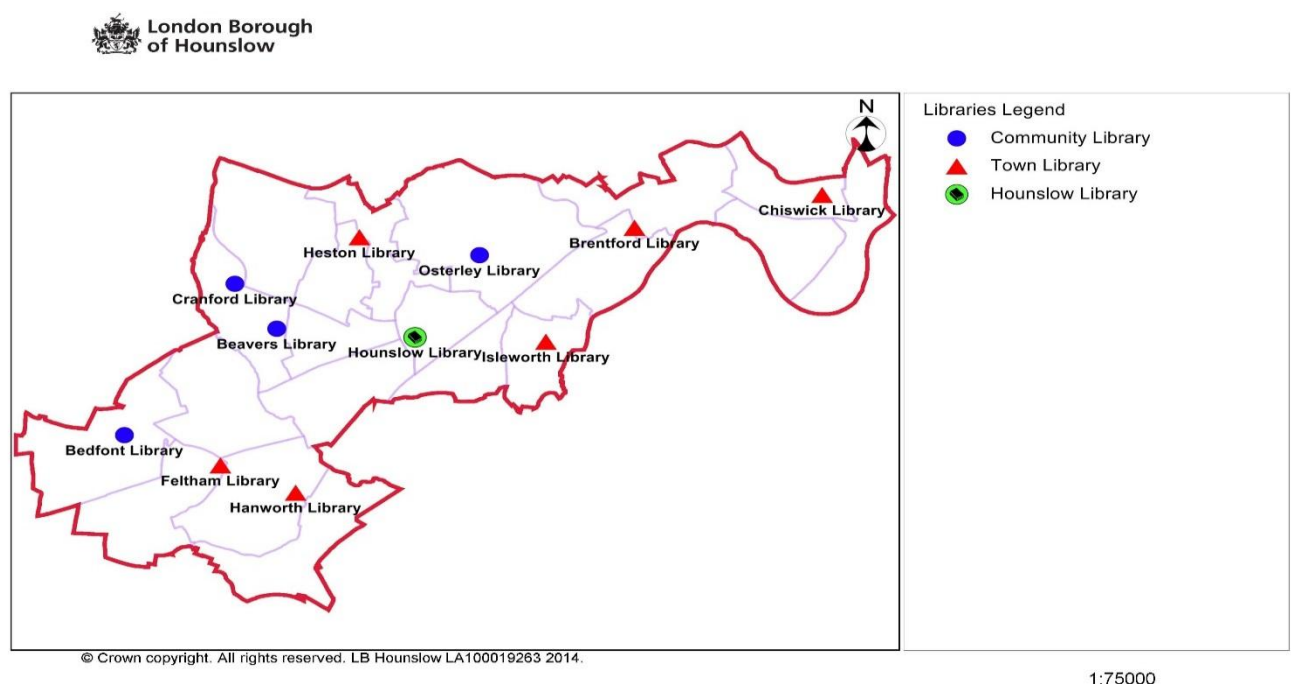 London Borough
of Hounslow
N
Libraries Legend
Community Library
Town Library
Hounslow Library
Chiswick Library
Brentford Library
Heston Library
Osterley Library
Cranford Library
Beavers Library
Hounslow Library
Isleworth Library
Bedfont Library
Feltham Library
Hanworth Library
© Crown copyright. All rights reserved. LB Hounslow LA100019263 2014.
1:75000